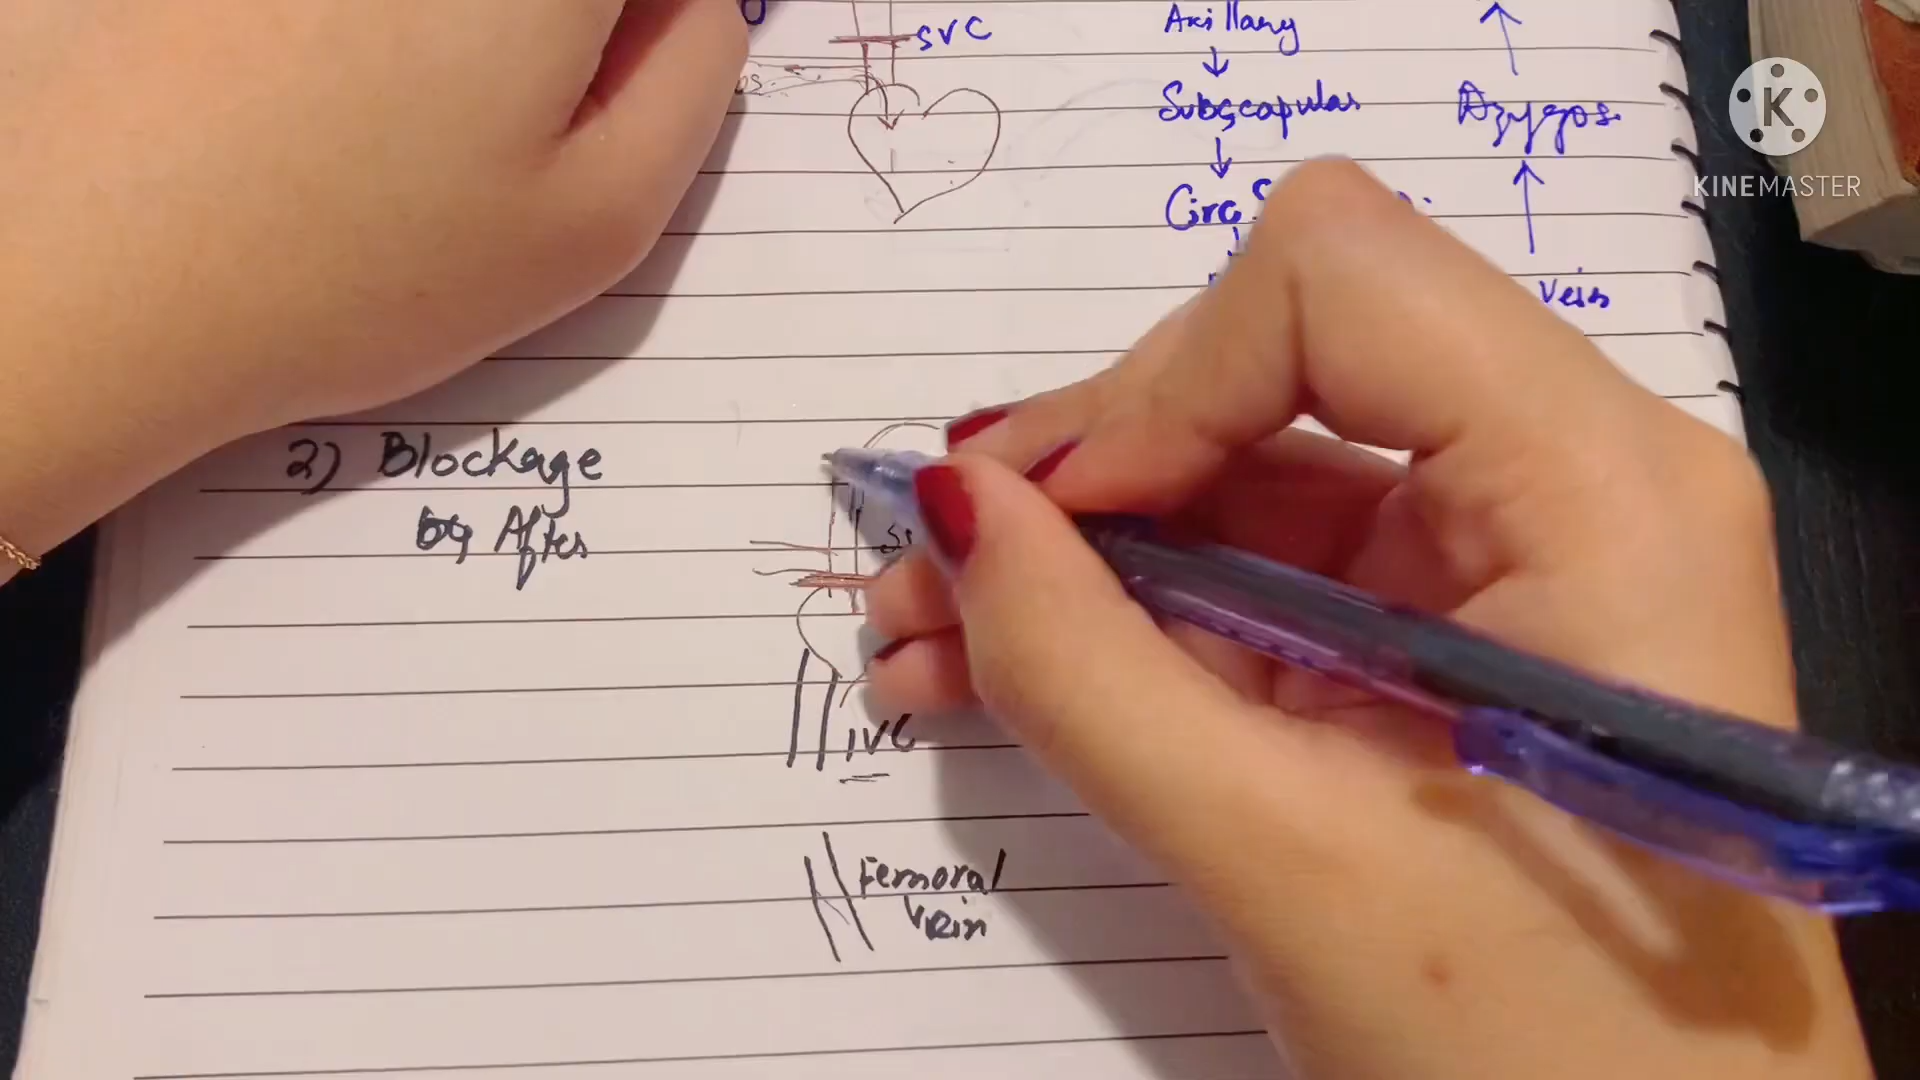 SVC
Axillary
Subscapular
Azygos
Circ
Vein
K
KINEMASTER
2) Blockage
After
IVC
Femoral
Vein